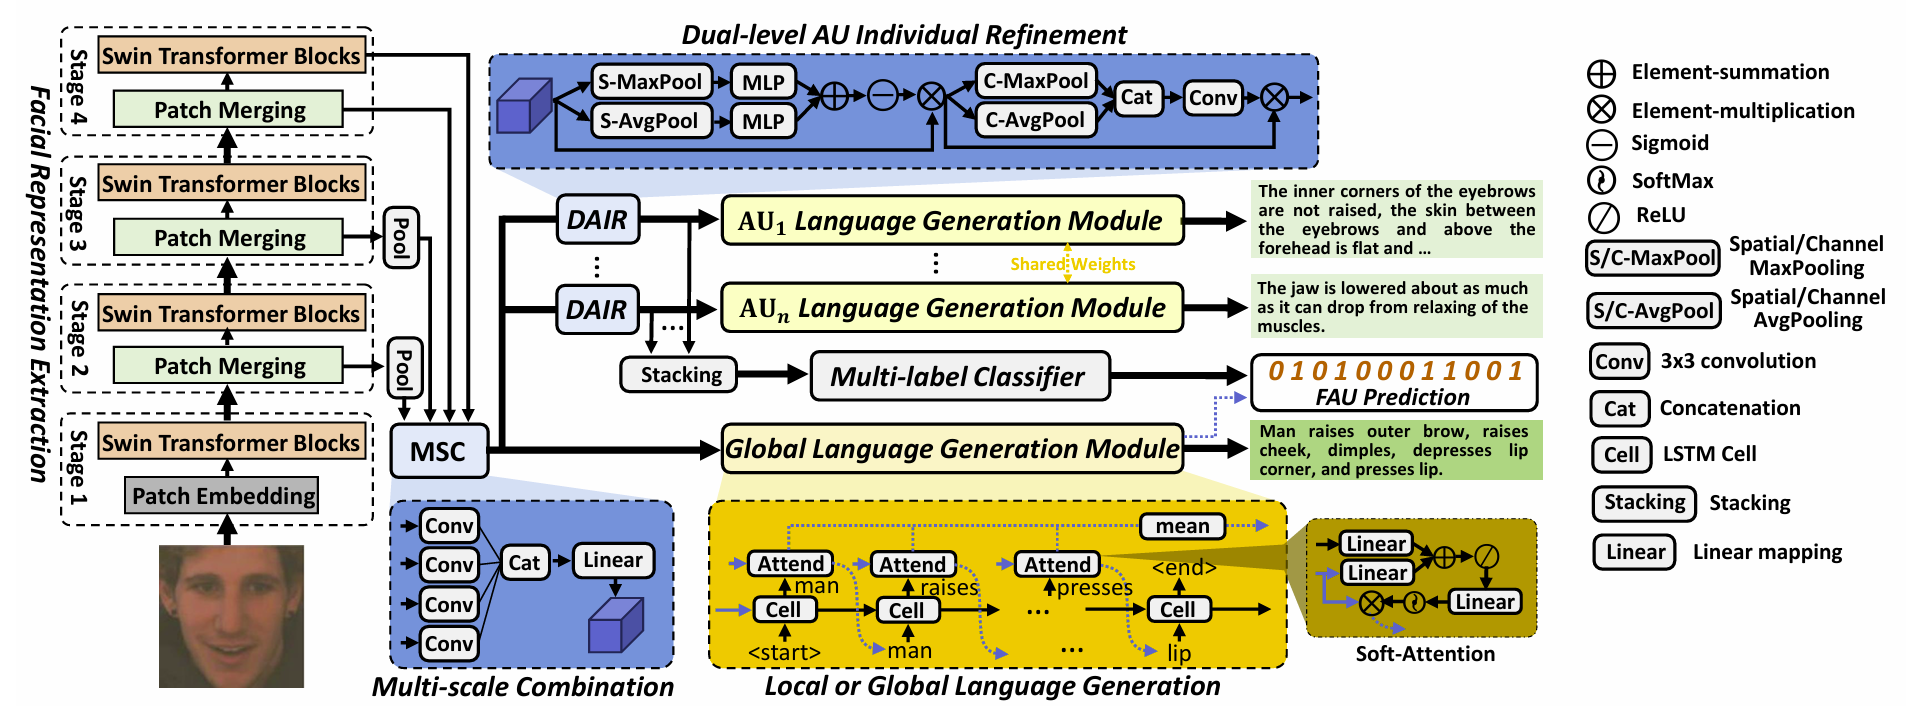 Facial Representation Extraction
Stage 4
Swin Transformer Blocks
Patch Merging
Stage 3
Swin Transformer Blocks
Patch Merging
Pool
Stage 2
Swin Transformer Blocks
Patch Merging
Pool
Stage 1
Swin Transformer Blocks
Patch Embedding
Dual-level AU Individual Refinement
S-MaxPool
MLP
S-AvgPool
MLP
C-MaxPool
C-AvgPool
Cat
Conv
DAIR
⋮
DAIR
...
AU₁ Language Generation Module
⋮
Shared Weights
AUₙ Language Generation Module
Stacking
Multi-label Classifier
MSC
Global Language Generation Module
The inner corners of the eyebrows
are not raised, the skin between
the eyebrows and above the
forehead is flat and ...
The jaw is lowered about as much
as it can drop from relaxing of the
muscles.
0 1 0 1 0 0 0 1 1 0 0 1
FAU Prediction
Man raises outer brow, raises
cheek, dimples, depresses lip
corner, and presses lip.
Conv
Conv
Conv
Conv
Cat
Linear
Multi-scale Combination
mean
Attend
Attend
Attend
<end>
man
raises
presses
Cell
Cell
...
Cell
<start>
man
...
lip
Local or Global Language Generation
Linear
Linear
Linear
Soft-Attention
Element-summation
Element-multiplication
Sigmoid
SoftMax
ReLU
S/C-MaxPool
Spatial/Channel
MaxPooling
S/C-AvgPool
Spatial/Channel
AvgPooling
Conv
3x3 convolution
Cat
Concatenation
Cell
LSTM Cell
Stacking
Stacking
Linear
Linear mapping